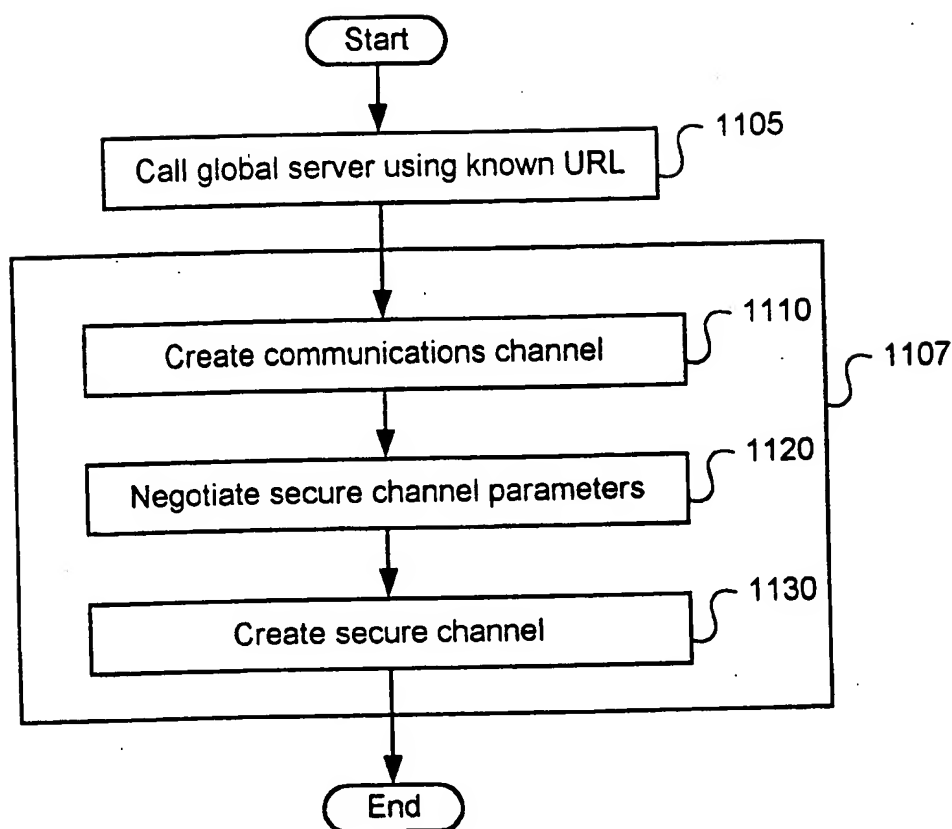 Start
Call global server using known URL
1105
Create communications channel
1110
1107
Negotiate secure channel parameters
1120
Create secure channel
1130
End